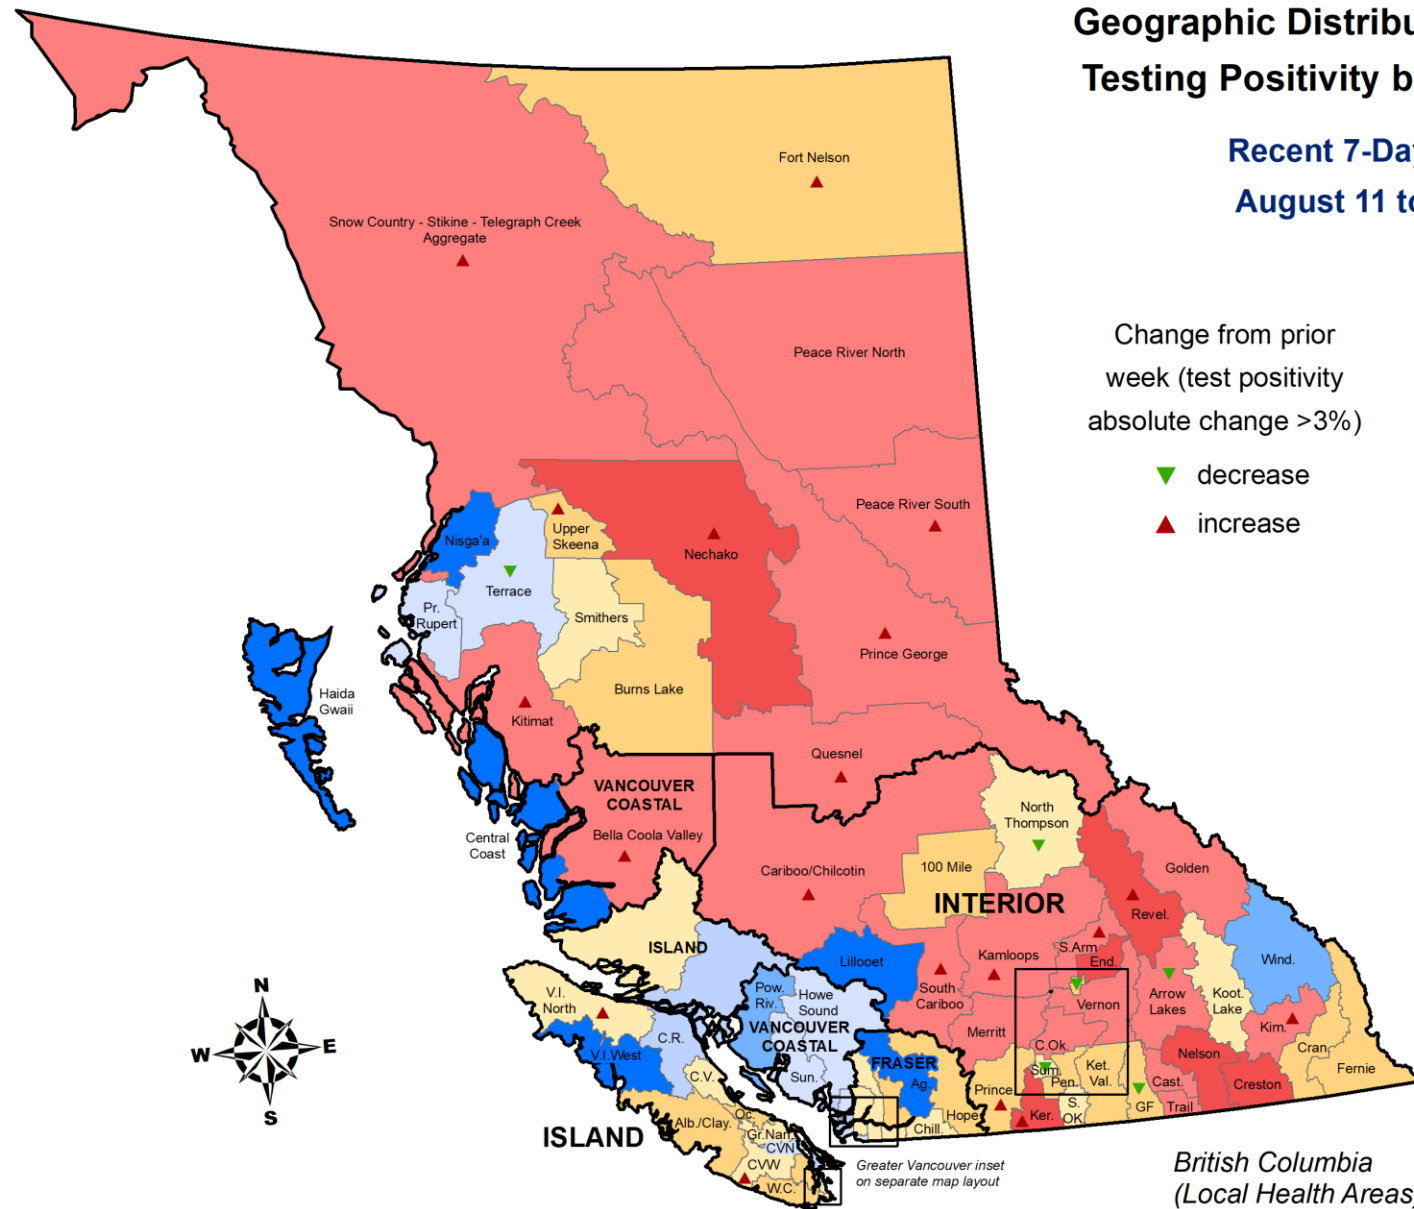 Geographic Distribu
Testing Positivity b
Recent 7-Day
August 11 to
Change from prior
week (test positivity
absolute change >3%)
decrease
increase
Fort Nelson
Snow Country - Stikine - Telegraph Creek
Aggregate
Peace River North
Peace River South
Upper
Skeena
Nisga'a
Nechako
Terrace
Pr.
Rupert
Smithers
Prince George
Burns Lake
Haida
Gwaii
Kitimat
Quesnel
VANCOUVER
COASTAL
Bella Coola Valley
Central
Coast
North
Thompson
Cariboo/Chilcotin
100 Mile
Golden
INTERIOR
Revel.
ISLAND
S.Arm
End.
Kamloops
Lillooet
Wind.
South
Cariboo
Vernon
Arrow
Lakes
Koot.
Lake
Kim.
V.I.
North
Pow.
Riv.
Howe
Sound
VANCOUVER
COASTAL
C.R.
V.I.West
Merritt
C.Ok.
Nelson
Cran.
Fernie
FRASER
Ag.
Sum.
Pen.
Ket.
Val.
Cast.
Creston
C.V.
Sun.
Prince
Hope
Ker.
S.
OK
GF
Trail
Alb./Clay.
Oc.
Gr.Nan.
CVN
CVW
W.C.
Chill.
ISLAND
N
W
E
S
Greater Vancouver inset
on separate map layout
British Columbia
(Local Health Areas)